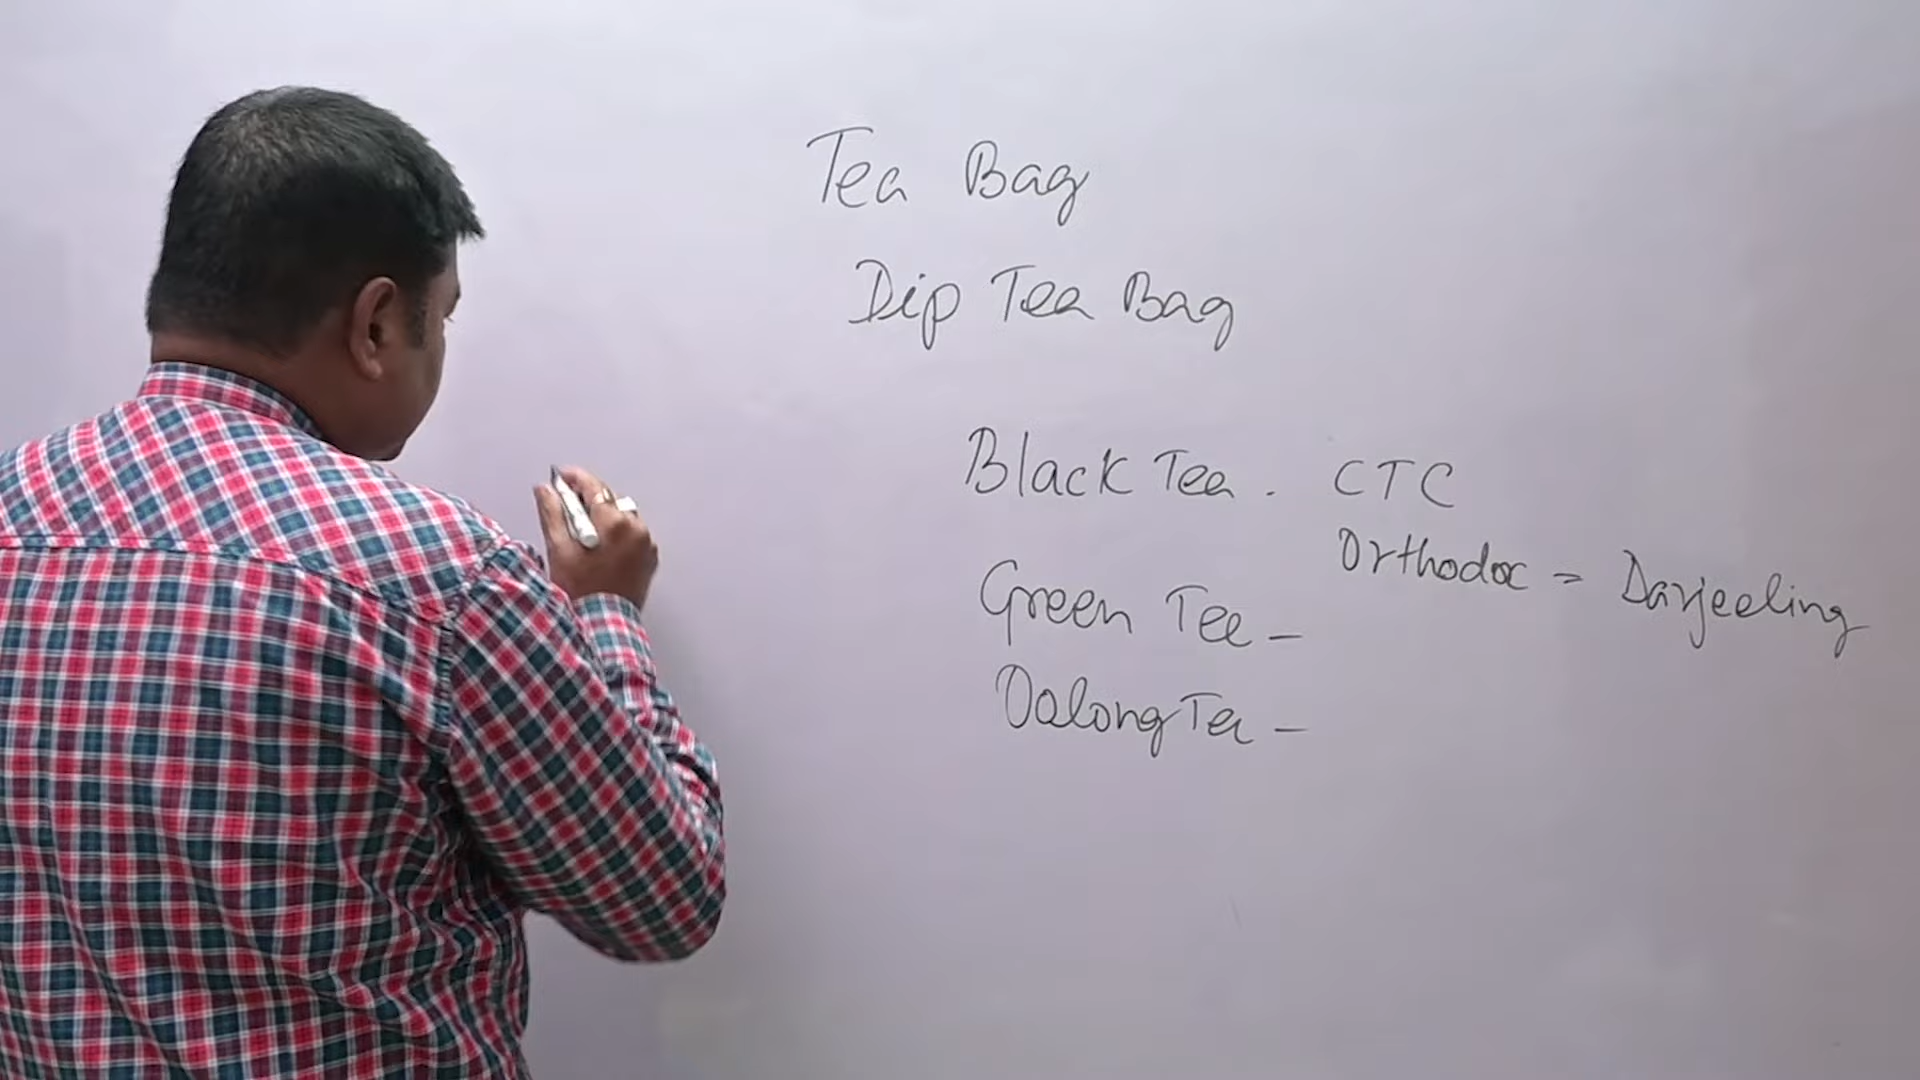 Tea Bag
Dip Tea Bag
Black Tea . CTC
Orthodox = Darjeeling
Green Tee -
Oolong Tea -